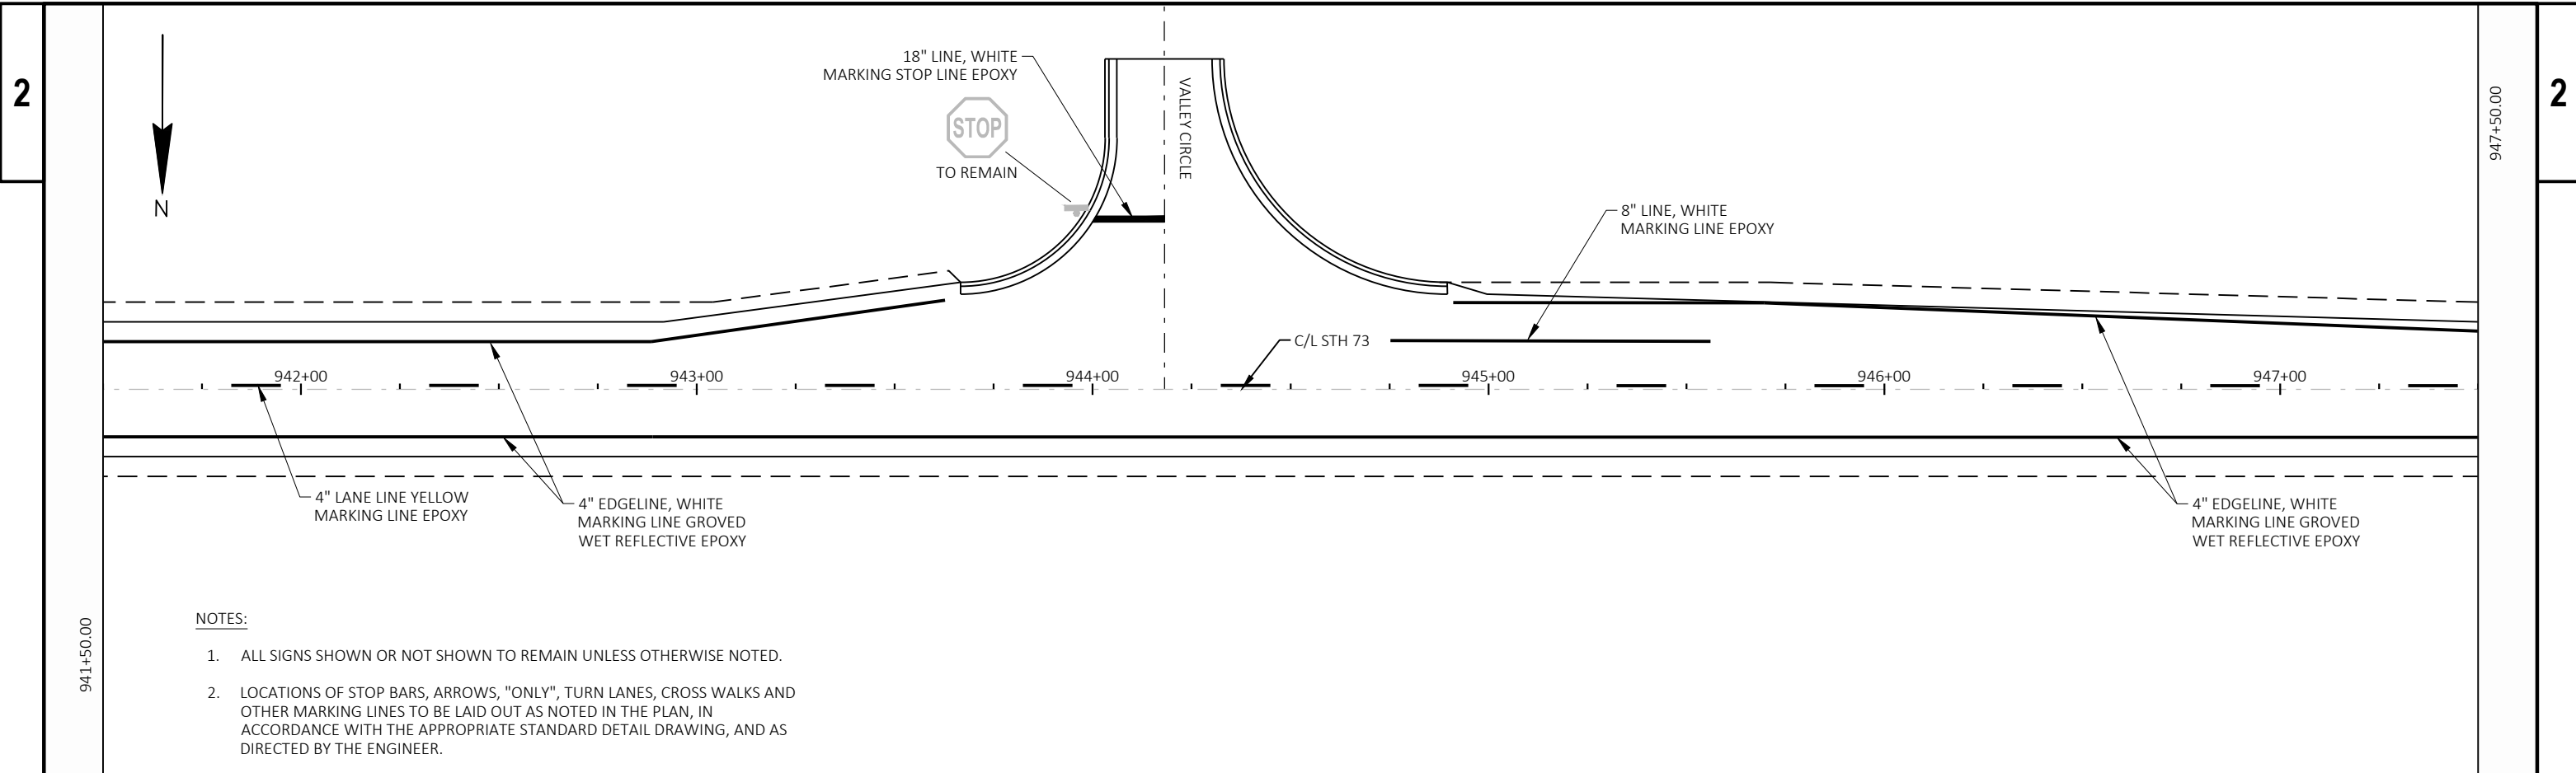 2
2
N
18" LINE, WHITE
MARKING STOP LINE EPOXY
STOP
TO REMAIN
VALLEY CIRCLE
947+50.00
8" LINE, WHITE
MARKING LINE EPOXY
C/L STH 73
942+00
943+00
944+00
945+00
946+00
947+00
4" LANE LINE YELLOW
MARKING LINE EPOXY
4" EDGELINE, WHITE
MARKING LINE GROVED
WET REFLECTIVE EPOXY
4" EDGELINE, WHITE
MARKING LINE GROVED
WET REFLECTIVE EPOXY
941+50.00
NOTES:
1. ALL SIGNS SHOWN OR NOT SHOWN TO REMAIN UNLESS OTHERWISE NOTED.
2. LOCATIONS OF STOP BARS, ARROWS, "ONLY", TURN LANES, CROSS WALKS AND
OTHER MARKING LINES TO BE LAID OUT AS NOTED IN THE PLAN, IN
ACCORDANCE WITH THE APPROPRIATE STANDARD DETAIL DRAWING, AND AS
DIRECTED BY THE ENGINEER.